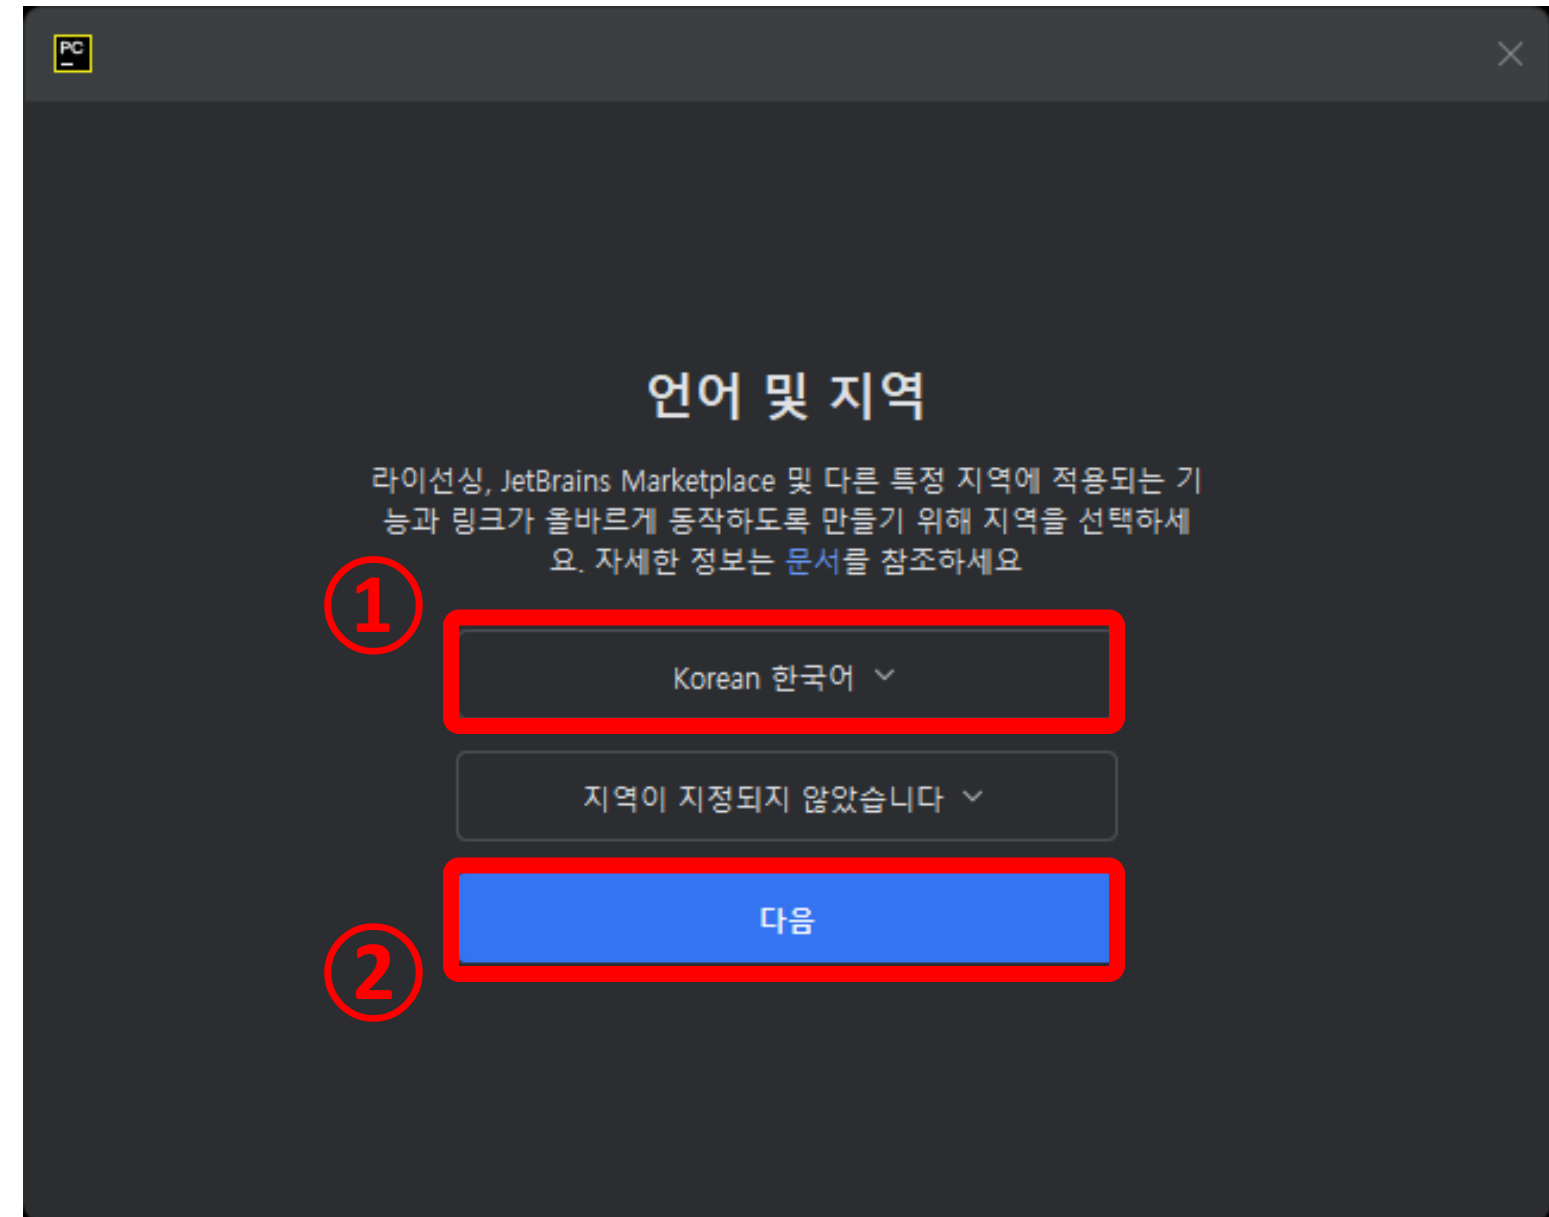 PC
언어 및 지역
라이선싱, JetBrains Marketplace 및 다른 특정 지역에 적용되는 기
능과 링크가 올바르게 동작하도록 만들기 위해 지역을 선택하세
요. 자세한 정보는 문서를 참조하세요
①
Korean 한국어
지역이 지정되지 않았습니다
다음
②